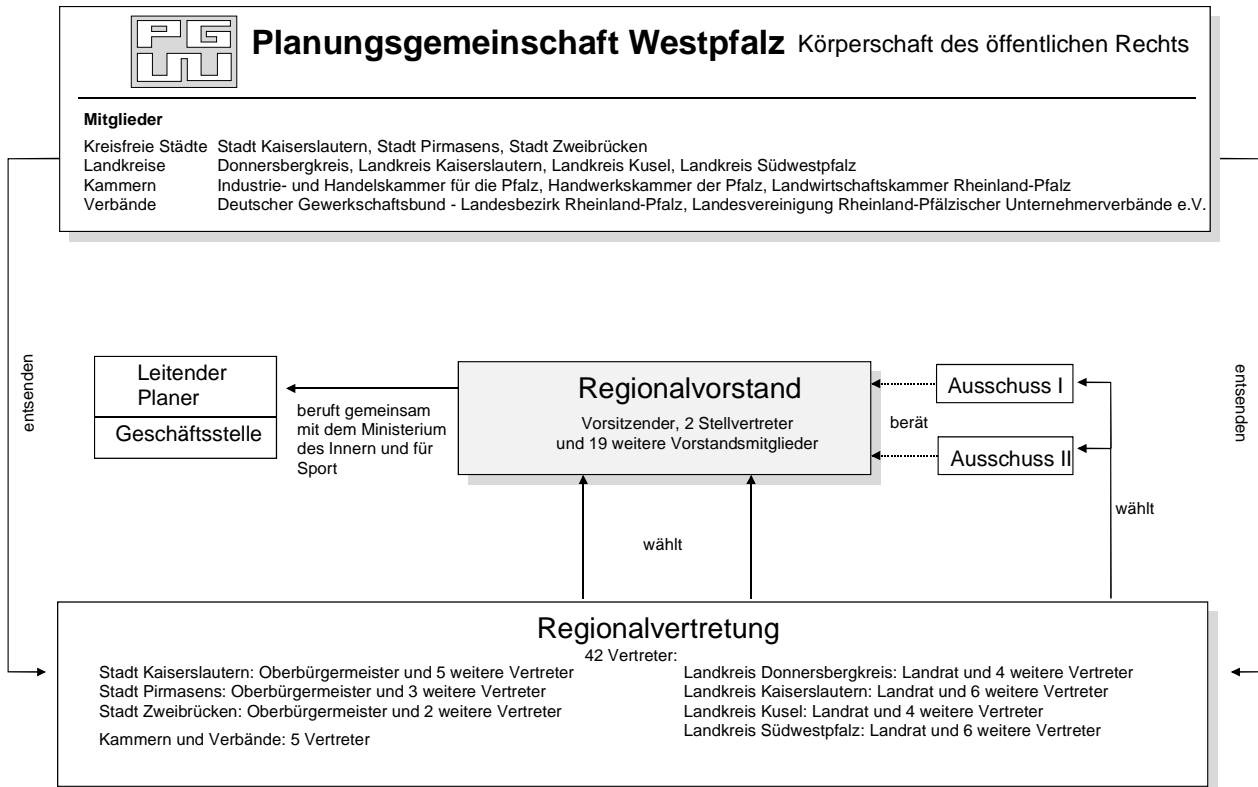 PGW
Planungsgemeinschaft Westpfalz Körperschaft des öffentlichen Rechts
Mitglieder
Kreisfreie Städte Stadt Kaiserslautern, Stadt Pirmasens, Stadt Zweibrücken
Landkreise Donnersbergkreis, Landkreis Kaiserslautern, Landkreis Kusel, Landkreis Südwestpfalz
Kammern Industrie- und Handelskammer für die Pfalz, Handwerkskammer der Pfalz, Landwirtschaftskammer Rheinland-Pfalz
Verbände Deutscher Gewerkschaftsbund - Landesbezirk Rheinland-Pfalz, Landesvereinigung Rheinland-Pfälzischer Unternehmerverbände e.V.
entsenden
entsenden
Leitender
Planer
Geschäftsstelle
beruft gemeinsam
mit dem Ministerium
des Innern und für
Sport
Regionalvorstand
Vorsitzender, 2 Stellvertreter
und 19 weitere Vorstandsmitglieder
berät
Ausschuss I
Ausschuss II
wählt
wählt
Regionalvertretung
42 Vertreter:
Stadt Kaiserslautern: Oberbürgermeister und 5 weitere Vertreter
Stadt Pirmasens: Oberbürgermeister und 3 weitere Vertreter
Stadt Zweibrücken: Oberbürgermeister und 2 weitere Vertreter
Kammern und Verbände: 5 Vertreter
Landkreis Donnersbergkreis: Landrat und 4 weitere Vertreter
Landkreis Kaiserslautern: Landrat und 6 weitere Vertreter
Landkreis Kusel: Landrat und 4 weitere Vertreter
Landkreis Südwestpfalz: Landrat und 6 weitere Vertreter